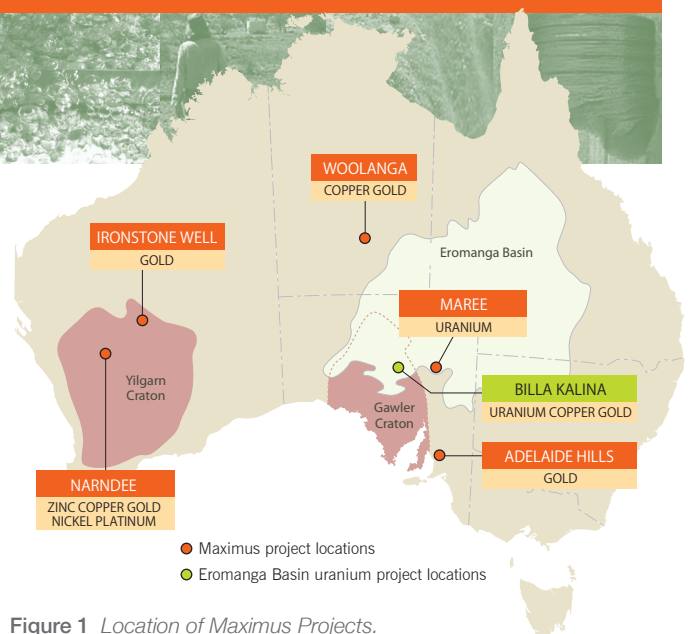 WOOLANGA
COPPER GOLD
IRONSTONE WELL
GOLD
Eromanga Basin
MAREE
URANIUM
Yilgarn
Craton
BILLA KALINA
URANIUM COPPER GOLD
Gawler
Craton
ADELAIDE HILLS
GOLD
NARNDEE
ZINC COPPER GOLD
NICKEL PLATINUM
Maximus project locations
Eromanga Basin uranium project locations
Figure 1 Location of Maximus Projects.